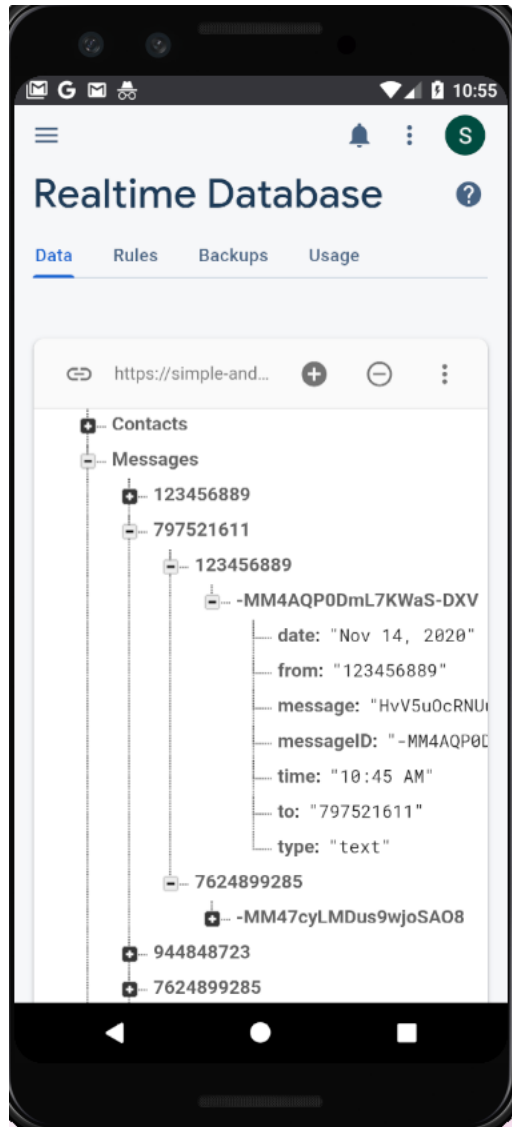 G 10:55
S
Realtime Database
Data Rules Backups Usage
https://simple-and...
Contacts
Messages
123456889
797521611
123456889
-MM4AQP0DmL7KWaS-DXV
date: "Nov 14, 2020"
from: "123456889"
message: "HvV5u0cRNU
messageID: "-MM4AQP0D
time: "10:45 AM"
to: "797521611"
type: "text"
7624899285
-MM47cyLMDus9wjoSAO8
944848723
7624899285